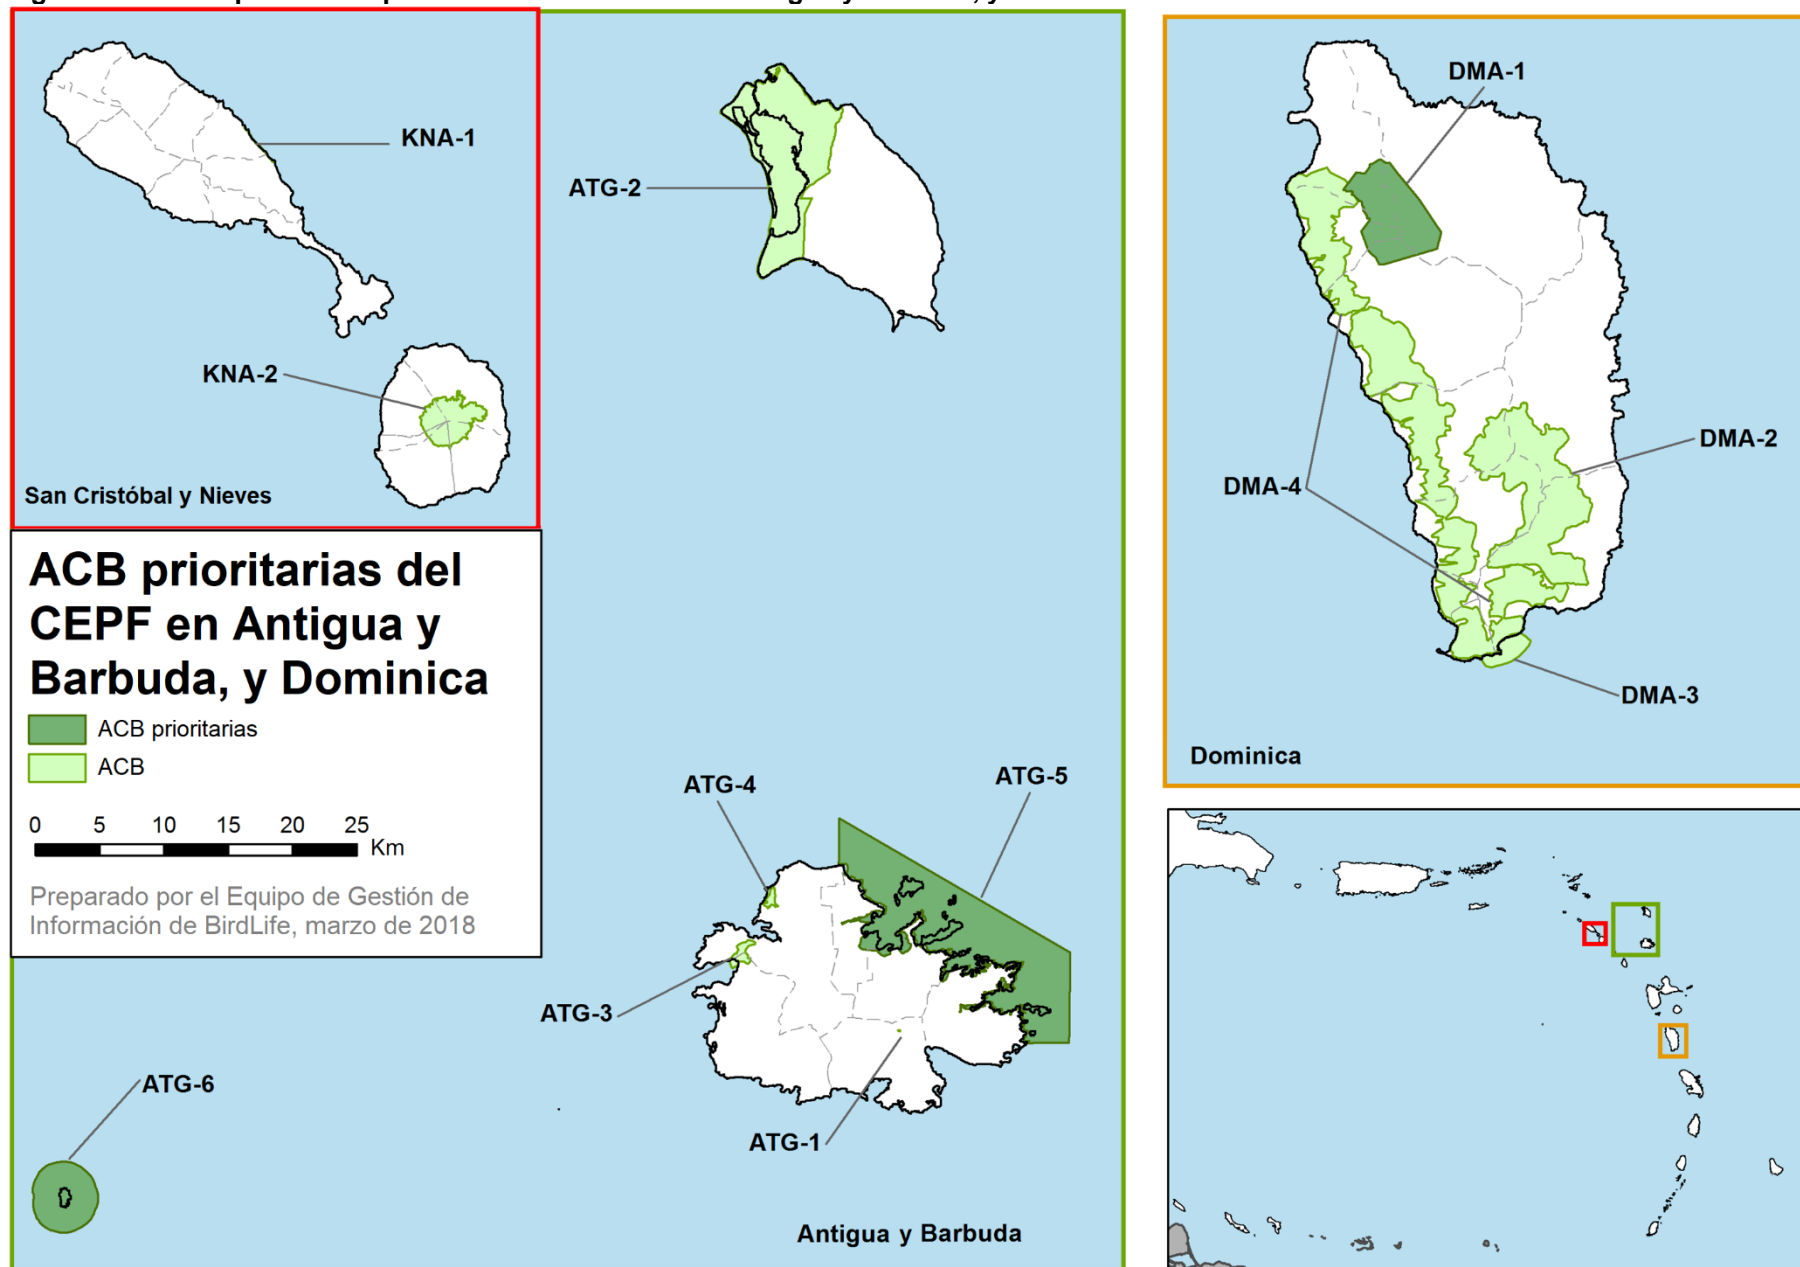 KNA-1
KNA-2
San Cristóbal y Nieves
ACB prioritarias del
CEPF en Antigua y
Barbuda, y Dominica
ACB prioritarias
ACB
0 5 10 15 20 25
Km
Preparado por el Equipo de Gestión de
Información de BirdLife, marzo de 2018
ATG-2
ATG-4
ATG-5
ATG-3
ATG-1
ATG-6
Antigua y Barbuda
DMA-1
DMA-2
DMA-4
DMA-3
Dominica